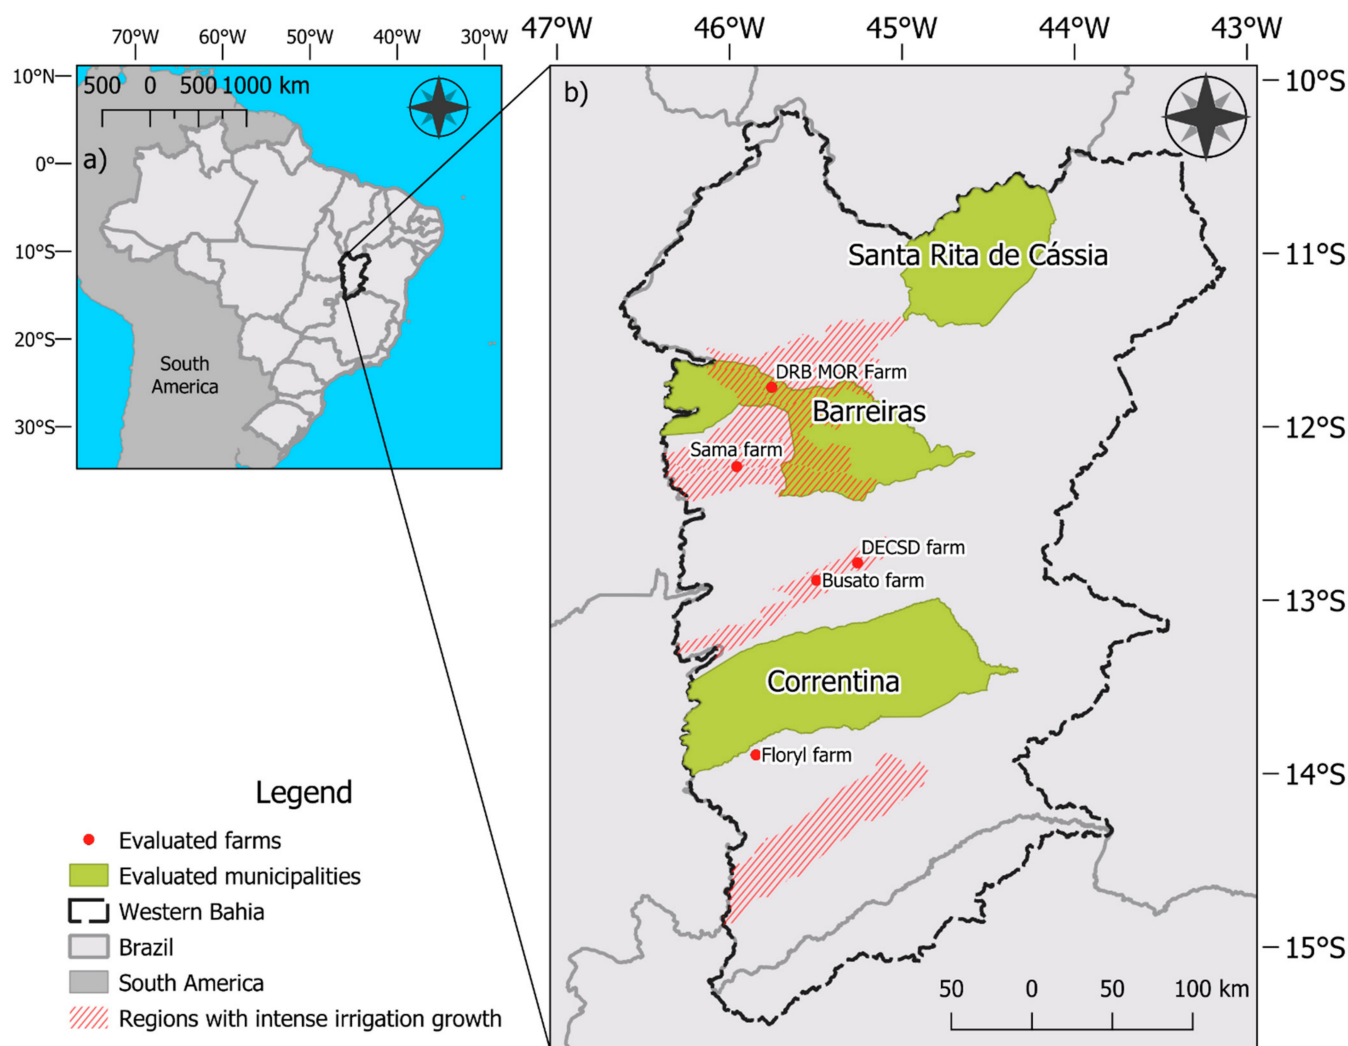 47°W 46°W 45°W 44°W 43°W
70°W 60°W 50°W 40°W 30°W
10°N
0°
10°S
20°S
30°S
500 0 500 1000 km
a)
South
America
b)
10°S
11°S
12°S
13°S
14°S
15°S
Santa Rita de Cássia
DRB MOR Farm
Barreiras
Sama farm
DECSD farm
Busato farm
Correntina
Floryl farm
50 0 50 100 km
Legend
Evaluated farms
Evaluated municipalities
Western Bahia
Brazil
South America
Regions with intense irrigation growth